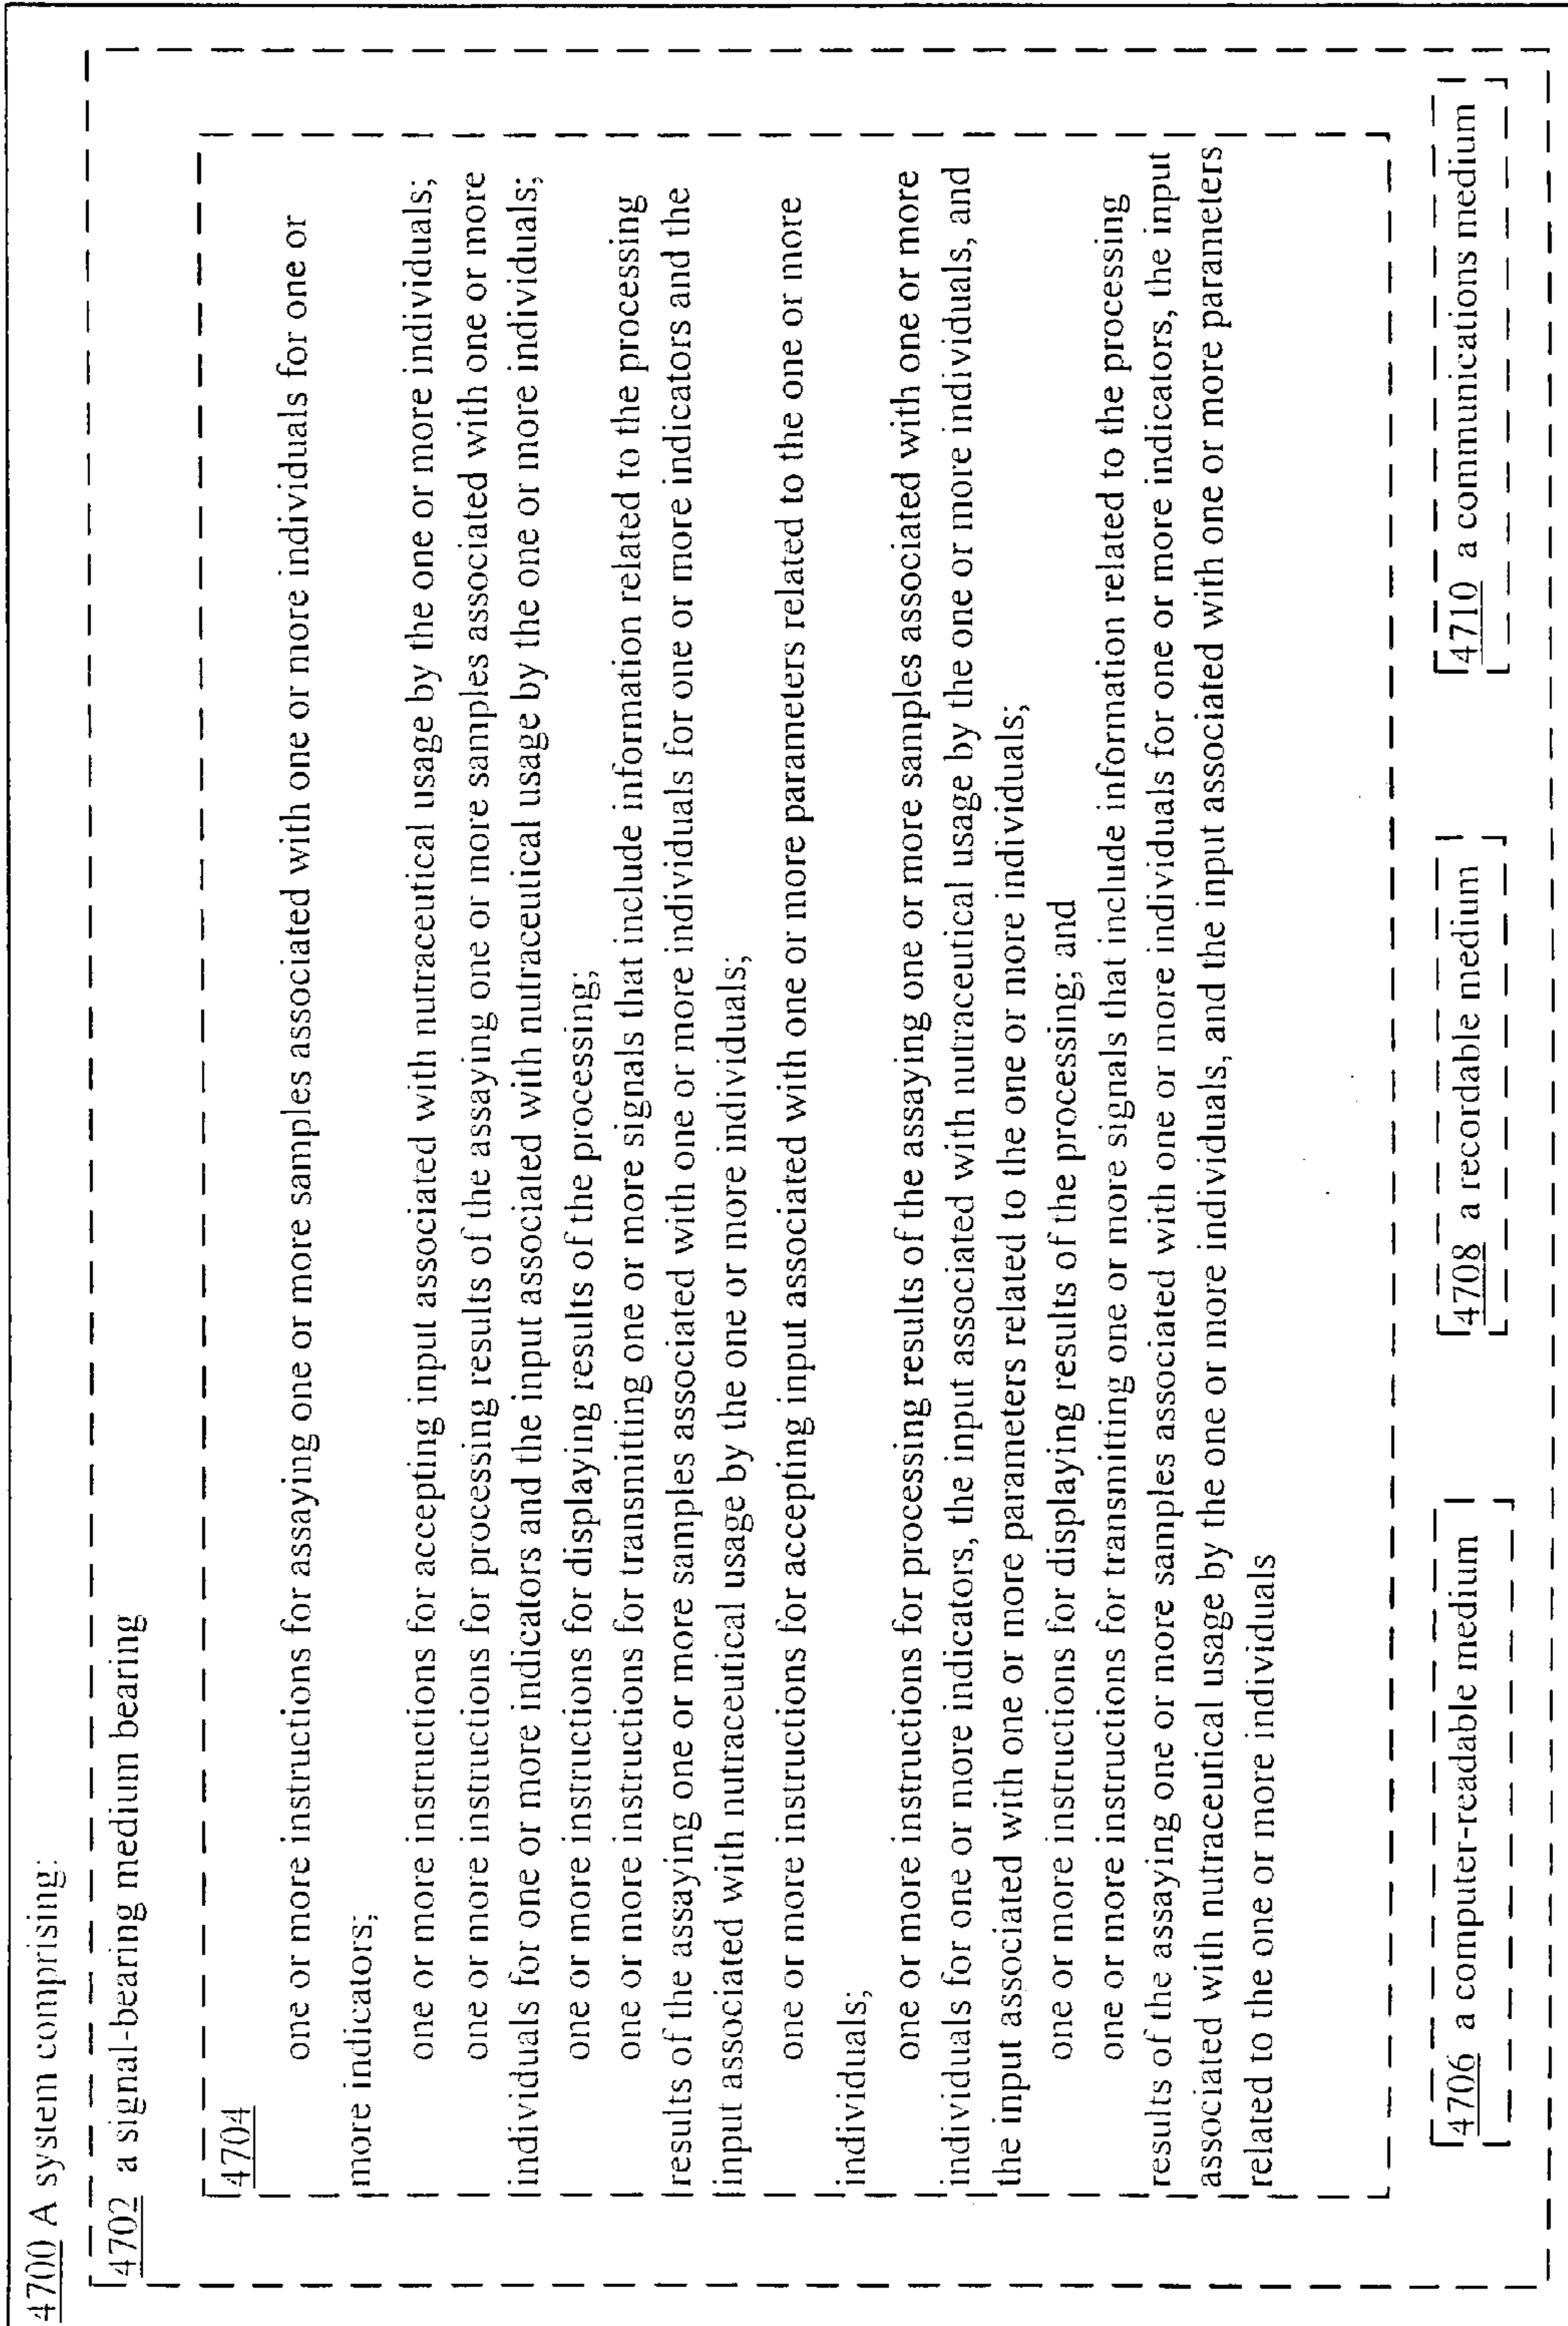 4700 A system comprising:
4702 a signal-bearing medium bearing
4704
one or more instructions for assaying one or more samples associated with one or more individuals for one or
more indicators;
one or more instructions for accepting input associated with nutraceutical usage by the one or more individuals;
one or more instructions for processing results of the assaying one or more samples associated with one or more
individuals for one or more indicators and the input associated with nutraceutical usage by the one or more individuals;
one or more instructions for displaying results of the processing;
one or more instructions for transmitting one or more signals that include information related to the processing
results of the assaying one or more samples associated with one or more individuals for one or more indicators and the
input associated with nutraceutical usage by the one or more individuals;
one or more instructions for accepting input associated with one or more parameters related to the one or more
individuals;
one or more instructions for processing results of the assaying one or more samples associated with one or more
individuals for one or more indicators, the input associated with nutraceutical usage by the one or more individuals, and
the input associated with one or more parameters related to the one or more individuals;
one or more instructions for displaying results of the processing; and
one or more instructions for transmitting one or more signals that include information related to the processing
results of the assaying one or more samples associated with one or more individuals for one or more indicators, the input
associated with nutraceutical usage by the one or more individuals, and the input associated with one or more parameters
related to the one or more individuals
4706 a computer-readable medium
4708 a recordable medium
4710 a communications medium